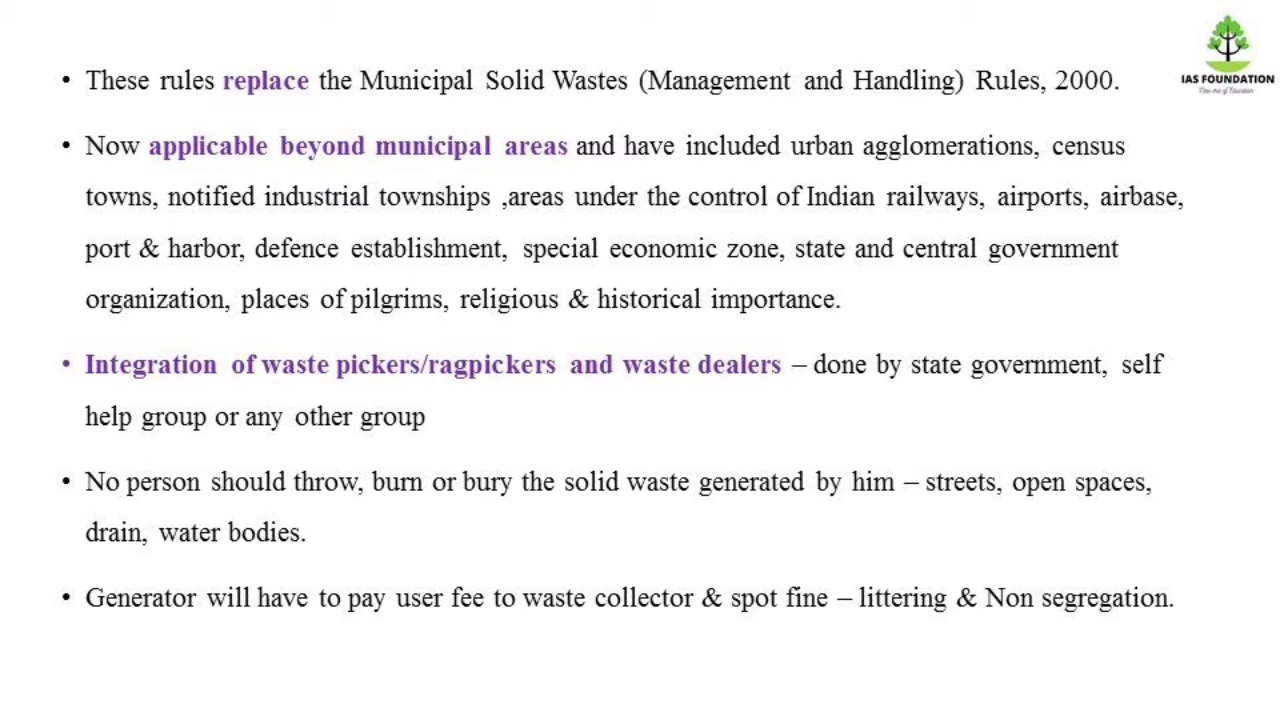 IAS FOUNDATION
• These rules replace the Municipal Solid Wastes (Management and Handling) Rules, 2000.
• Now applicable beyond municipal areas and have included urban agglomerations, census
towns, notified industrial townships ,areas under the control of Indian railways, airports, airbase,
port & harbor, defence establishment, special economic zone, state and central government
organization, places of pilgrims, religious & historical importance.
• Integration of waste pickers/ragpickers and waste dealers – done by state government, self
help group or any other group
• No person should throw, burn or bury the solid waste generated by him – streets, open spaces,
drain, water bodies.
• Generator will have to pay user fee to waste collector & spot fine – littering & Non segregation.